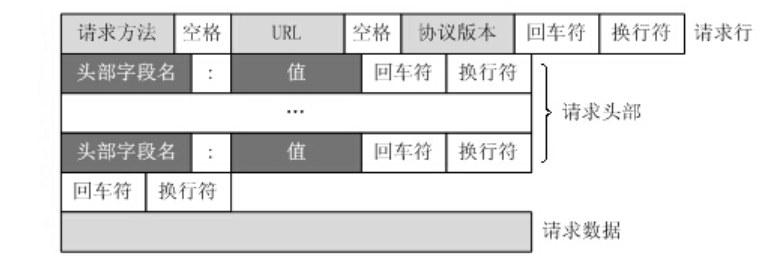 请求方法 空格 URL 空格 协议版本 回车符 换行符 请求行
头部字段名 : 值 回车符 换行符
… 请求头部
头部字段名 : 值 回车符 换行符
回车符 换行符
请求数据